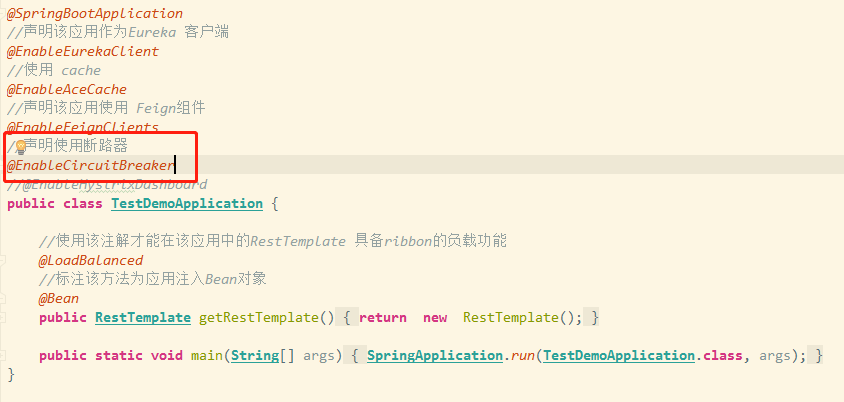 @SpringBootApplication
//声明该应用作为Eureka 客户端
@EnableEurekaClient
//使用 cache
@EnableAceCache
//声明该应用使用 Feign组件
@EnableFeignClients
//声明使用断路器
@EnableCircuitBreaker
//@EnableHystrixDashboard
public class TestDemoApplication {
//使用该注解才能在该应用中的RestTemplate 具备ribbon的负载功能
@LoadBalanced
//标注该方法为应用注入Bean对象
@Bean
public RestTemplate getRestTemplate() { return new RestTemplate(); }
public static void main(String[] args) { SpringApplication.run(TestDemoApplication.class, args); }
}